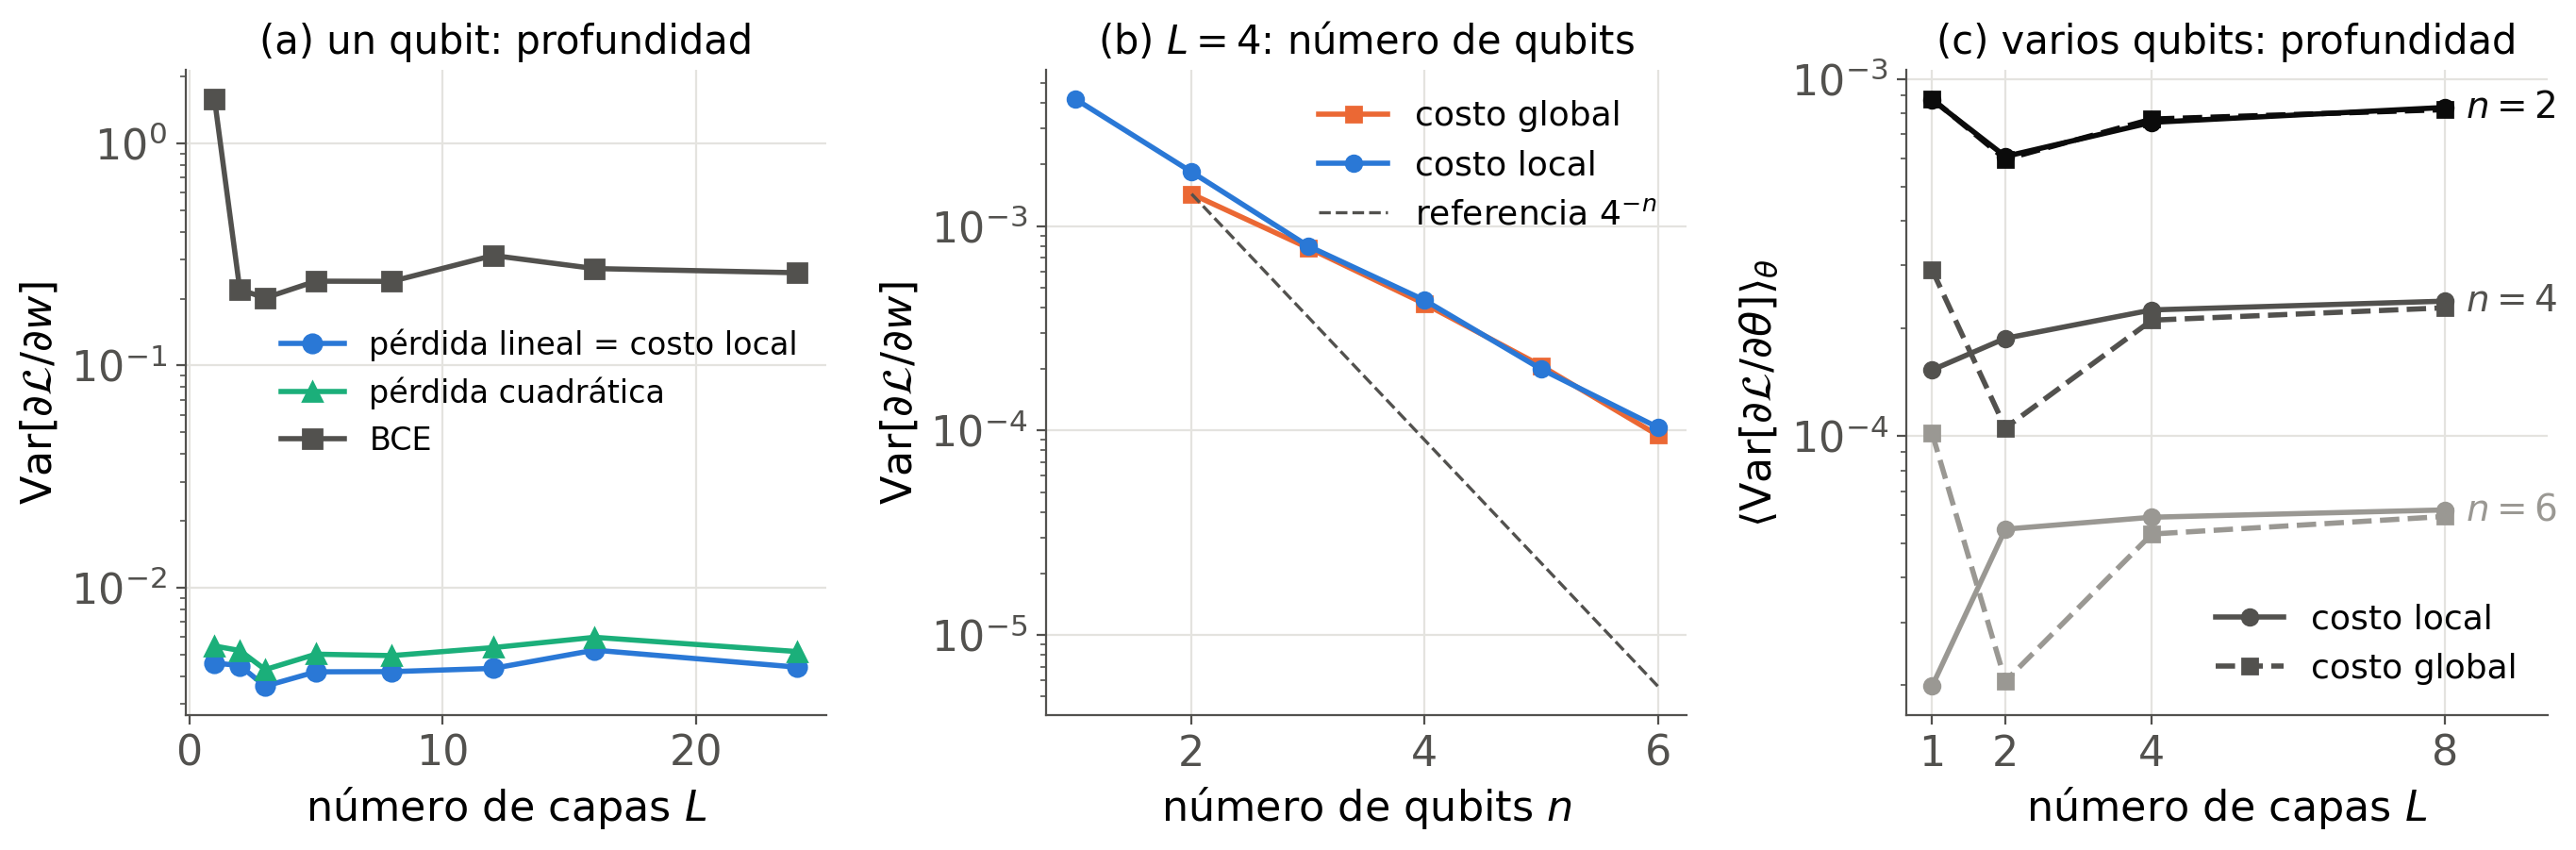 (a) un qubit: profundidad
Var[∂ℒ/∂w]
10⁰
10⁻¹
10⁻²
pérdida lineal = costo local
pérdida cuadrática
BCE
0 10 20
número de capas L
(b) L = 4: número de qubits
Var[∂ℒ/∂w]
10⁻³
10⁻⁴
10⁻⁵
costo global
costo local
referencia 4⁻ⁿ
2 4 6
número de qubits n
(c) varios qubits: profundidad
⟨Var[∂ℒ/∂θ]⟩θ
10⁻³
10⁻⁴
n = 2
n = 4
n = 6
costo local
costo global
1 2 4 8
número de capas L